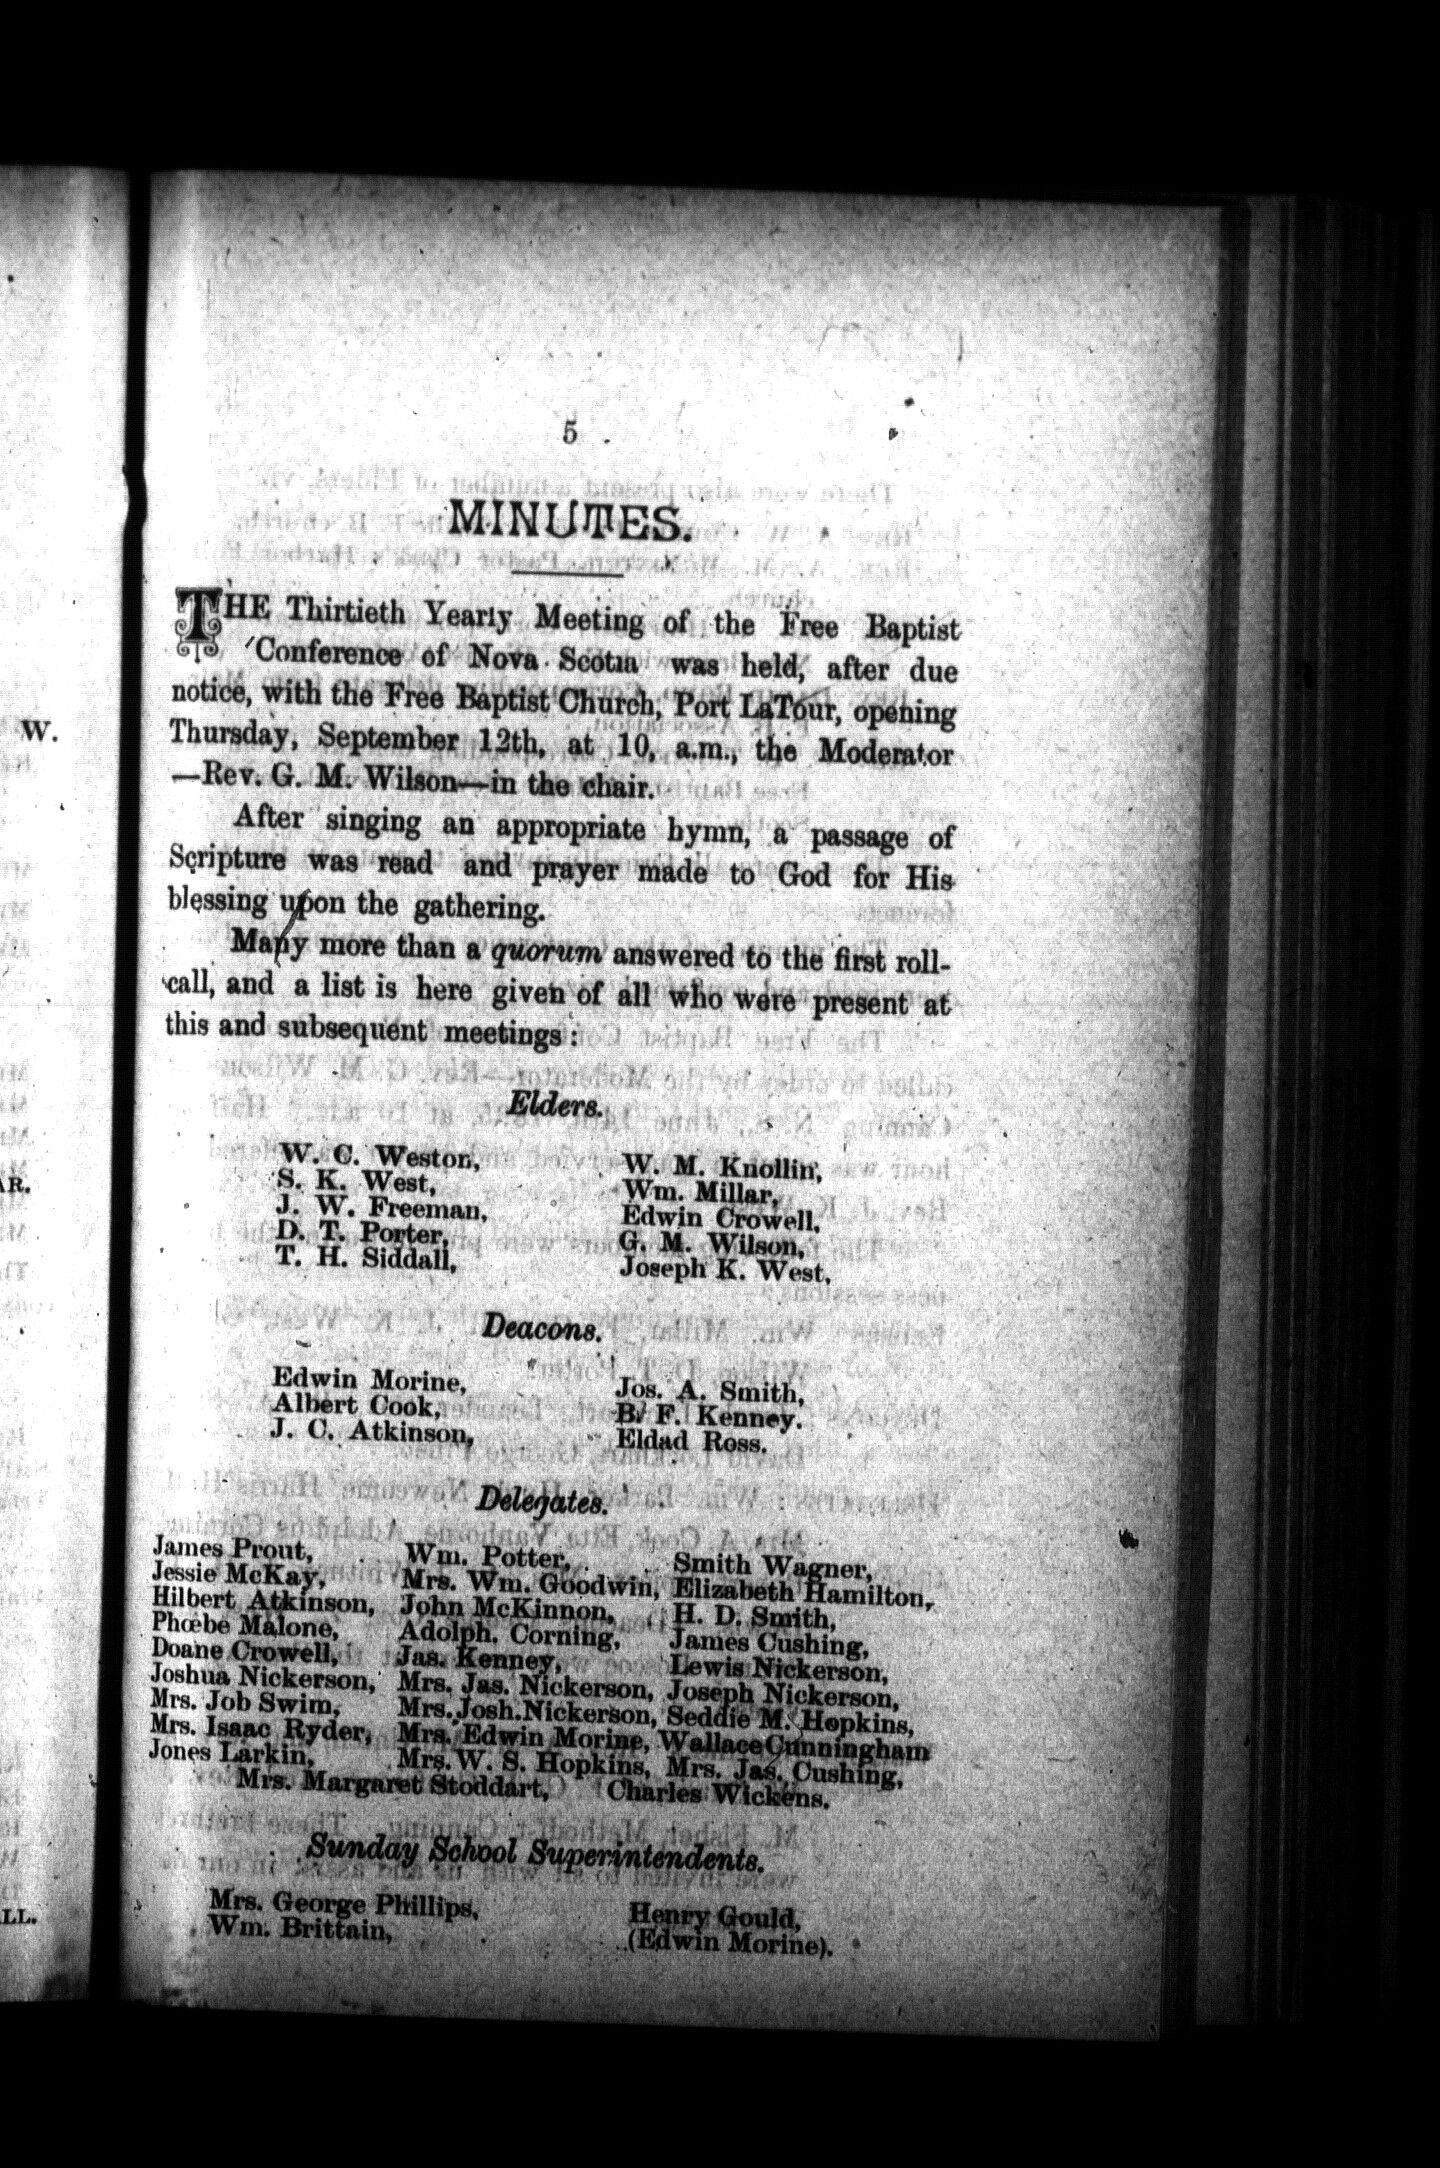 5
MINUTES.
THE Thirtieth Yearly Meeting of the Free Baptist
Conference of Nova Scotia was held, after due
notice, with the Free Baptist Church, Port LaTour, opening
Thursday, September 12th, at 10, a.m., the Moderator
—Rev. G. M. Wilson—in the chair.
After singing an appropriate hymn, a passage of
Scripture was read and prayer made to God for His
blessing upon the gathering.
Many more than a quorum answered to the first roll-
call, and a list is here given of all who were present at
this and subsequent meetings:
Elders.
W. C. Weston, W. M. Knollin,
S. K. West, Wm. Millar,
J. W. Freeman, Edwin Crowell,
D. T. Porter, G. M. Wilson,
T. H. Siddall, Joseph K. West,
Deacons.
Edwin Morine, Jos. A. Smith,
Albert Cook, B. F. Kenney.
J. C. Atkinson, Eldad Ross.
Delegates.
James Prout, Wm. Potter, Smith Wagner,
Jessie McKay, Mrs. Wm. Goodwin, Elizabeth Hamilton,
Hilbert Atkinson, John McKinnon, H. D. Smith,
Phœbe Malone, Adolph. Corning, James Cushing,
Doane Crowell, Jas. Kenney, Lewis Nickerson,
Joshua Nickerson, Mrs. Jas. Nickerson, Joseph Nickerson,
Mrs. Job Swim, Mrs. Josh. Nickerson, Seddie M. Hopkins,
Mrs. Isaac Ryder, Mrs. Edwin Morine, Wallace Cunningham
Jones Larkin, Mrs. W. S. Hopkins, Mrs. Jas. Cushing,
Mrs. Margaret Stoddart, Charles Wickens.
Sunday School Superintendents.
Mrs. George Phillips, Henry Gould,
Wm. Brittain, (Edwin Morine).